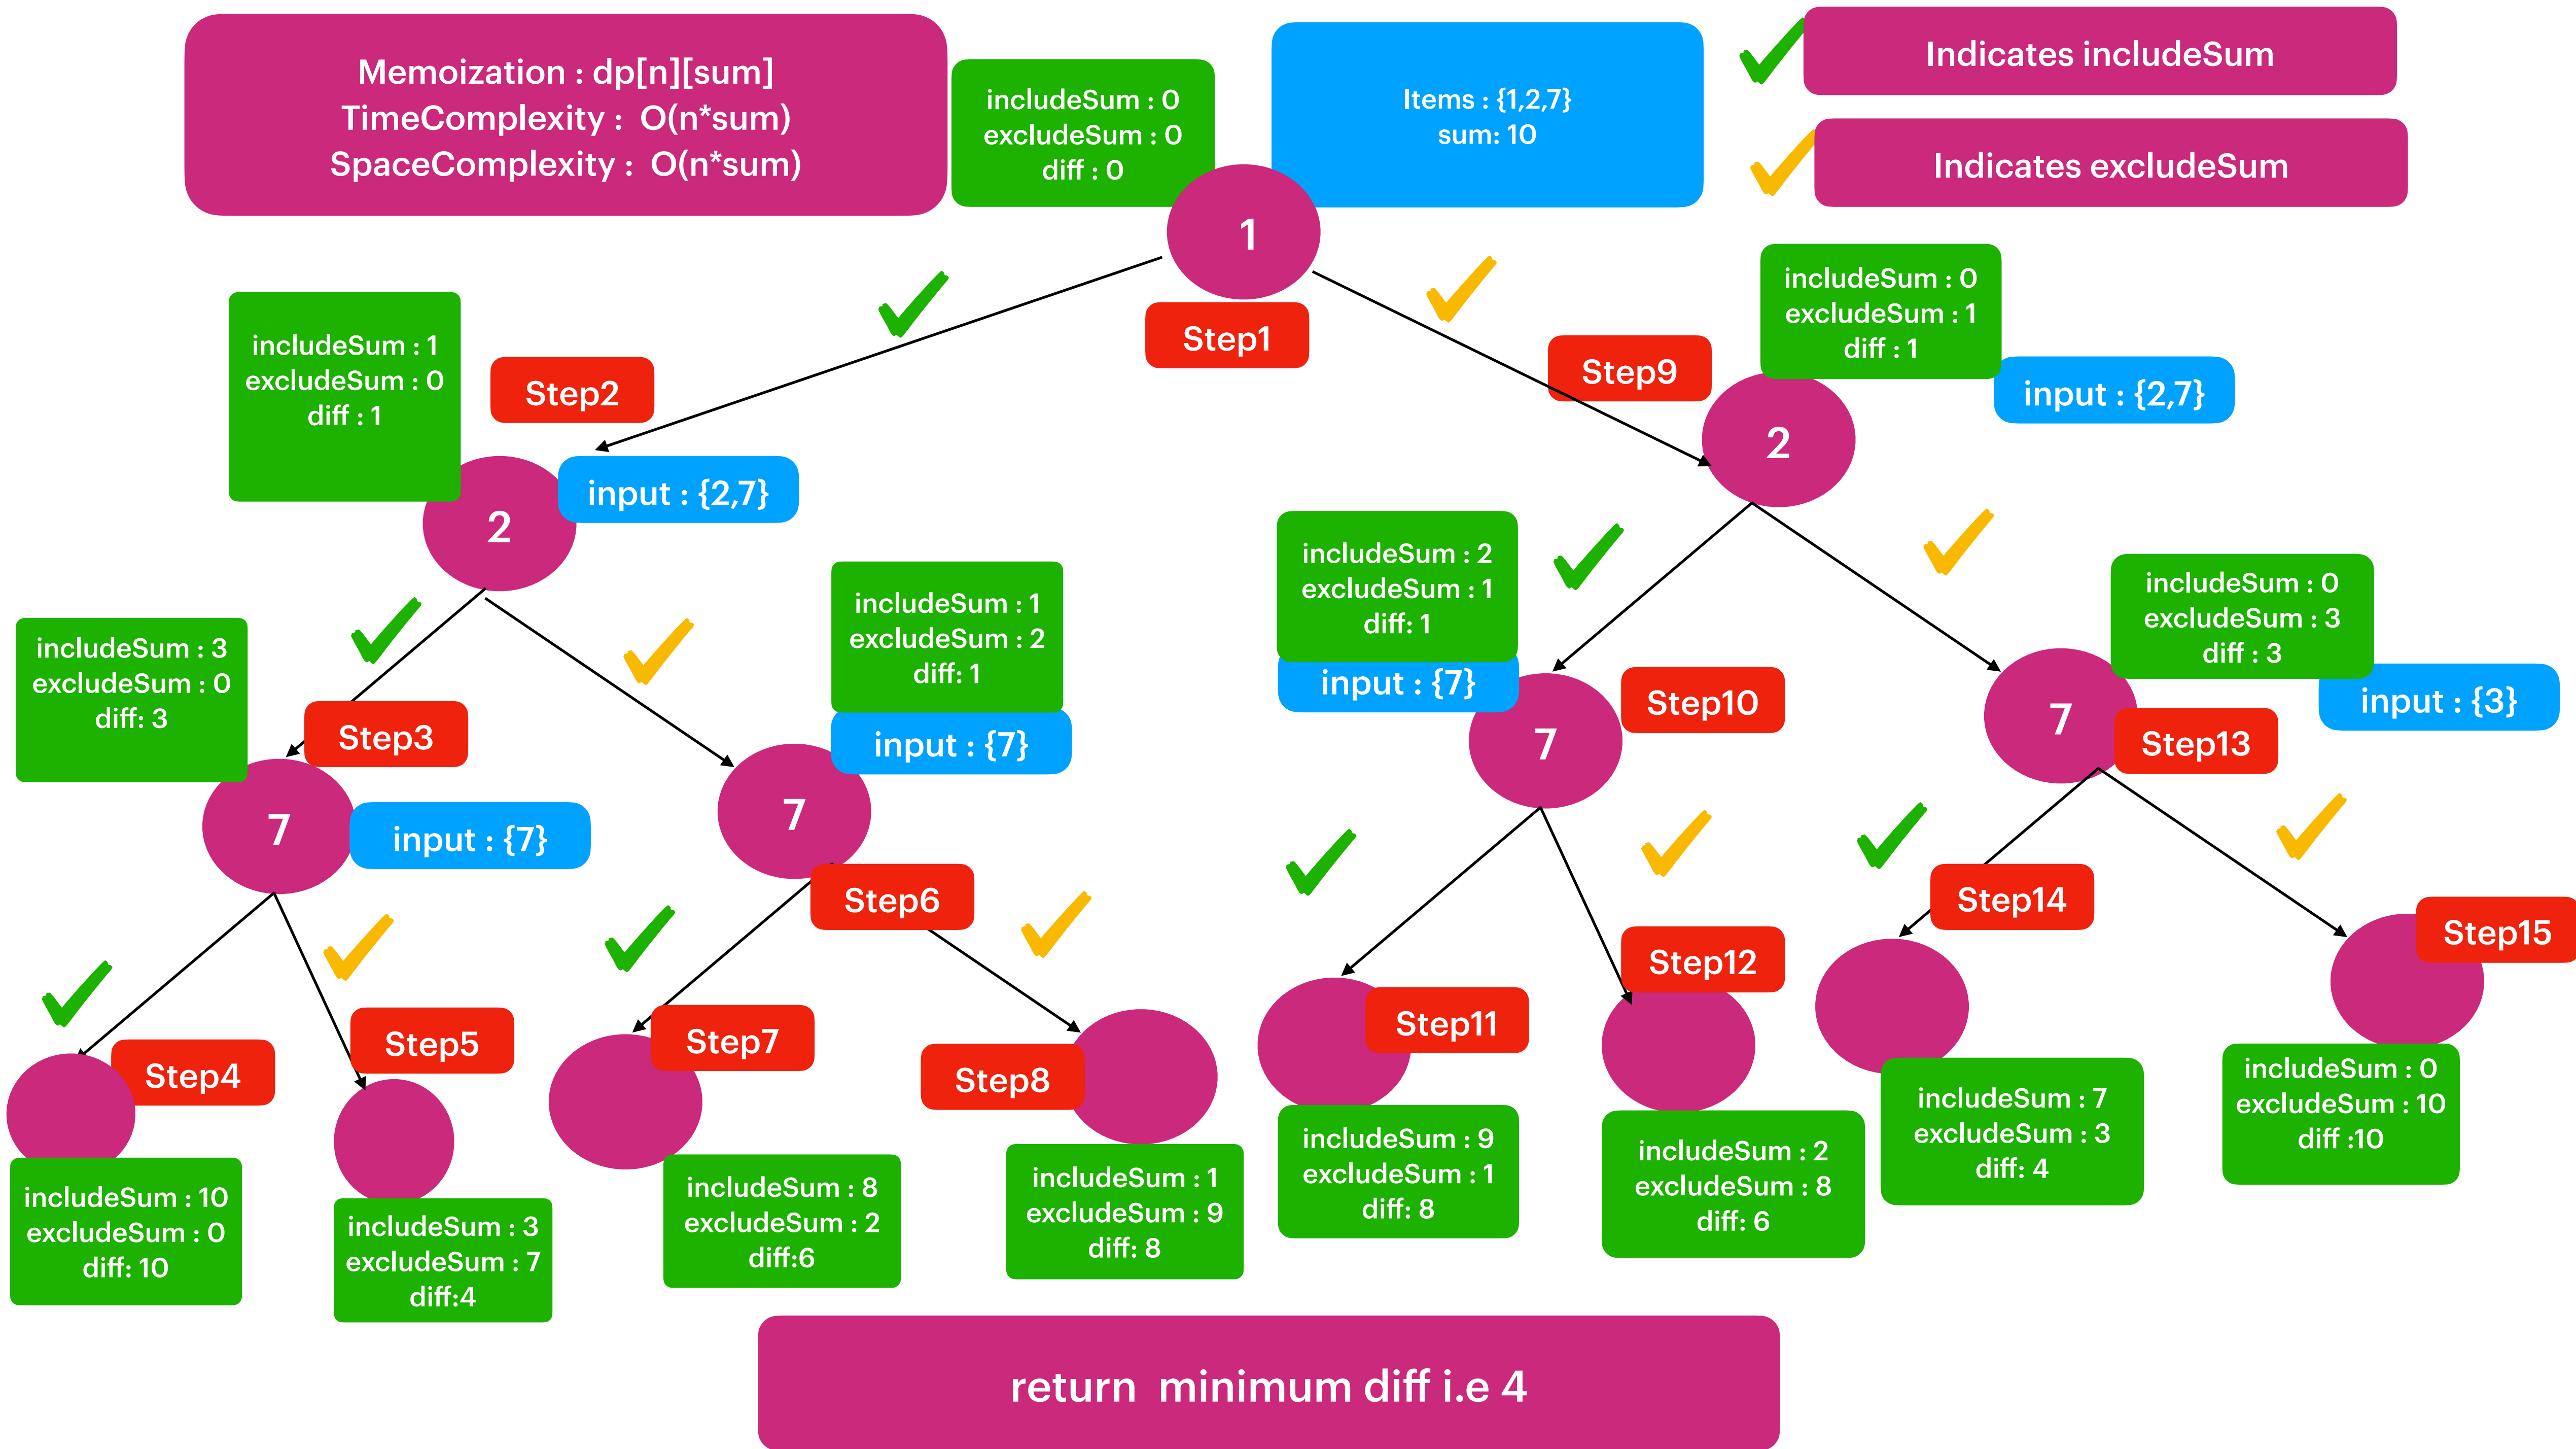 Memoization : dp[n][sum]
TimeComplexity :  O(n*sum)
SpaceComplexity :  O(n*sum)
includeSum : 0
excludeSum : 0
diff : 0
Items : {1,2,7}
sum: 10
Indicates includeSum
Indicates excludeSum
1
Step1
includeSum : 1
excludeSum : 0
diff : 1
Step2
input : {2,7}
2
Step9
includeSum : 0
excludeSum : 1
diff : 1
input : {2,7}
2
includeSum : 3
excludeSum : 0
diff: 3
Step3
7
input : {7}
includeSum : 1
excludeSum : 2
diff: 1
input : {7}
7
Step6
includeSum : 2
excludeSum : 1
diff: 1
input : {7}
7
Step10
includeSum : 0
excludeSum : 3
diff : 3
input : {3}
7
Step13
Step4
includeSum : 10
excludeSum : 0
diff: 10
Step5
includeSum : 3
excludeSum : 7
diff:4
Step7
includeSum : 8
excludeSum : 2
diff:6
Step8
includeSum : 1
excludeSum : 9
diff: 8
Step11
includeSum : 9
excludeSum : 1
diff: 8
Step12
includeSum : 2
excludeSum : 8
diff: 6
Step14
includeSum : 7
excludeSum : 3
diff: 4
Step15
includeSum : 0
excludeSum : 10
diff :10
return  minimum diff i.e 4